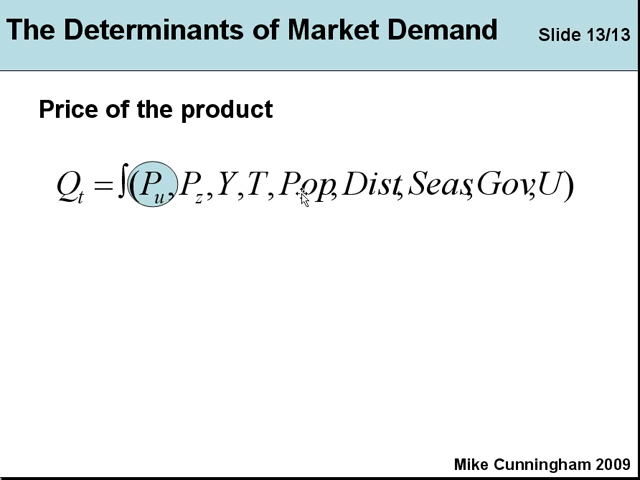 The Determinants of Market Demand
Slide 13/13
Price of the product
Qt = ∫(Pu, Pz, Y, T, Pop, Dist, Seas, Gov, U)
Mike Cunningham 2009